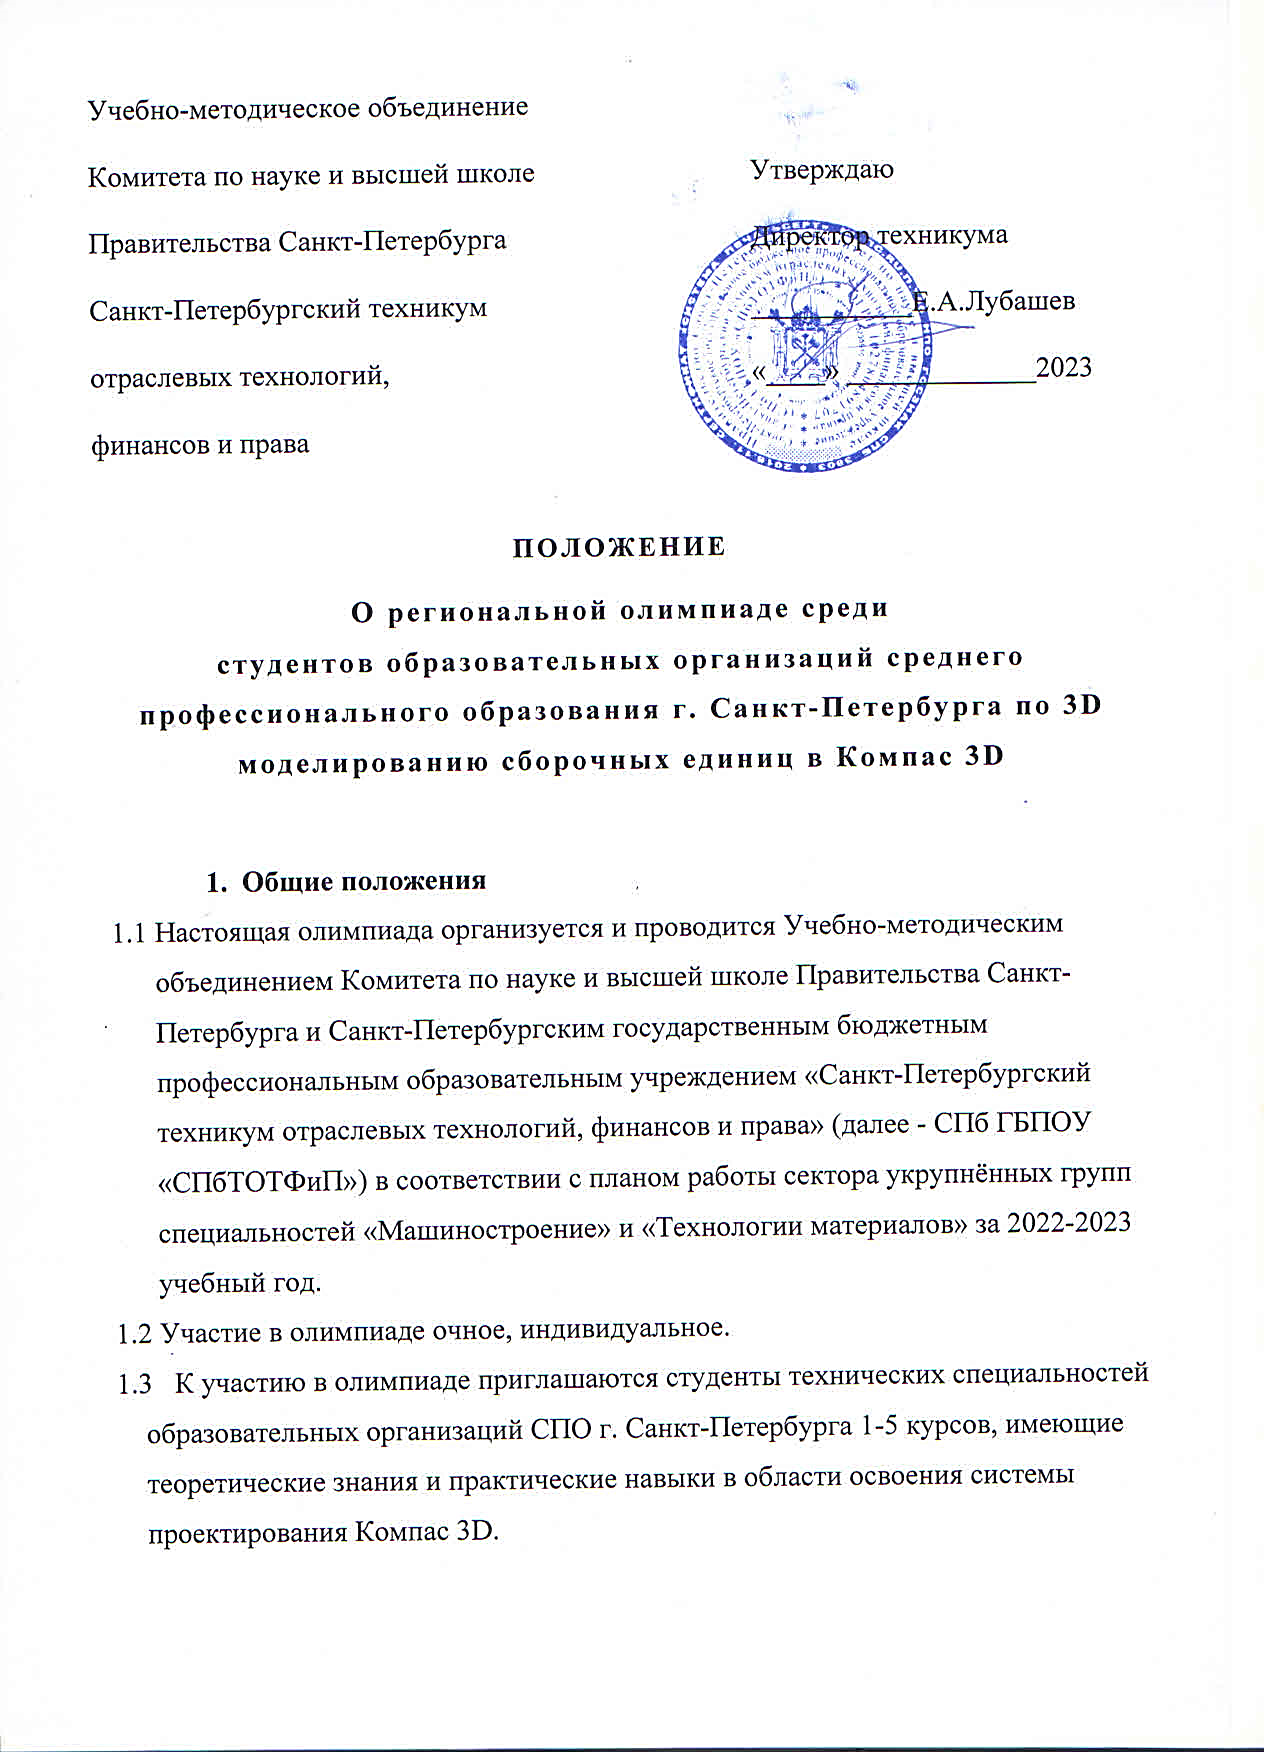 Учебно-методическое объединение
Комитета по науке и высшей школе
Правительства Санкт-Петербурга
Санкт-Петербургский техникум
отраслевых технологий,
финансов и права
Утверждаю
Директор техникума
____________Е.А.Лубашев
«____» ______________2023
ПОЛОЖЕНИЕ
О региональной олимпиаде среди
студентов образовательных организаций среднего
профессионального образования г. Санкт-Петербурга по 3D
моделированию сборочных единиц в Компас 3D
1. Общие положения
1.1 Настоящая олимпиада организуется и проводится Учебно-методическим
объединением Комитета по науке и высшей школе Правительства Санкт-
Петербурга и Санкт-Петербургским государственным бюджетным
профессиональным образовательным учреждением «Санкт-Петербургский
техникум отраслевых технологий, финансов и права» (далее - СПб ГБПОУ
«СПбТОТФиП») в соответствии с планом работы сектора укрупнённых групп
специальностей «Машиностроение» и «Технологии материалов» за 2022-2023
учебный год.
1.2 Участие в олимпиаде очное, индивидуальное.
1.3 К участию в олимпиаде приглашаются студенты технических специальностей
образовательных организаций СПО г. Санкт-Петербурга 1-5 курсов, имеющие
теоретические знания и практические навыки в области освоения системы
проектирования Компас 3D.